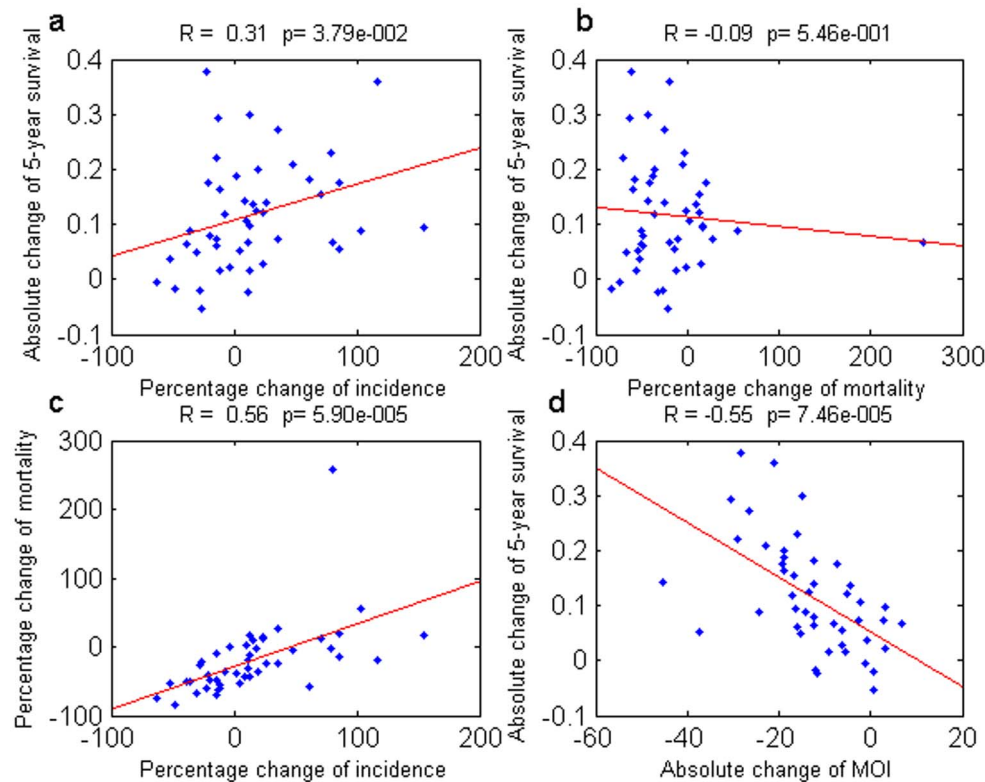 a
R = 0.31 p= 3.79e-002
Absolute change of 5-year survival
0.4
0.3
0.2
0.1
0
-0.1
-100 0 100 200
Percentage change of incidence
b
R = -0.09 p= 5.46e-001
Absolute change of 5-year survival
0.4
0.3
0.2
0.1
0
-0.1
-100 0 100 200 300
Percentage change of mortality
c
R = 0.56 p= 5.90e-005
Percentage change of mortality
300
200
100
0
-100
-100 0 100 200
Percentage change of incidence
d
R = -0.55 p= 7.46e-005
Absolute change of 5-year survival
0.4
0.3
0.2
0.1
0
-0.1
-60 -40 -20 0 20
Absolute change of MOI